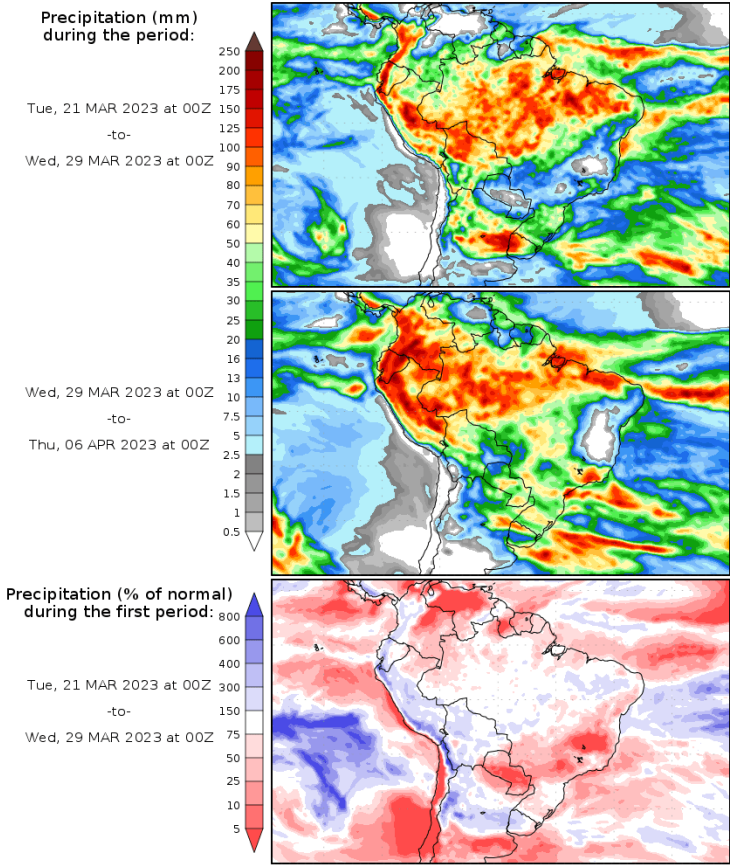 Precipitation (mm)
during the period:
250
200
175
150
125
100
90
80
70
60
50
40
35
30
25
20
16
13
10
7.5
5
2.5
2
1.5
1
0.5
Tue, 21 MAR 2023 at 00Z
-to-
Wed, 29 MAR 2023 at 00Z
Wed, 29 MAR 2023 at 00Z
-to-
Thu, 06 APR 2023 at 00Z
Precipitation (% of normal)
during the first period:
800
600
400
300
150
75
50
25
10
5
Tue, 21 MAR 2023 at 00Z
-to-
Wed, 29 MAR 2023 at 00Z